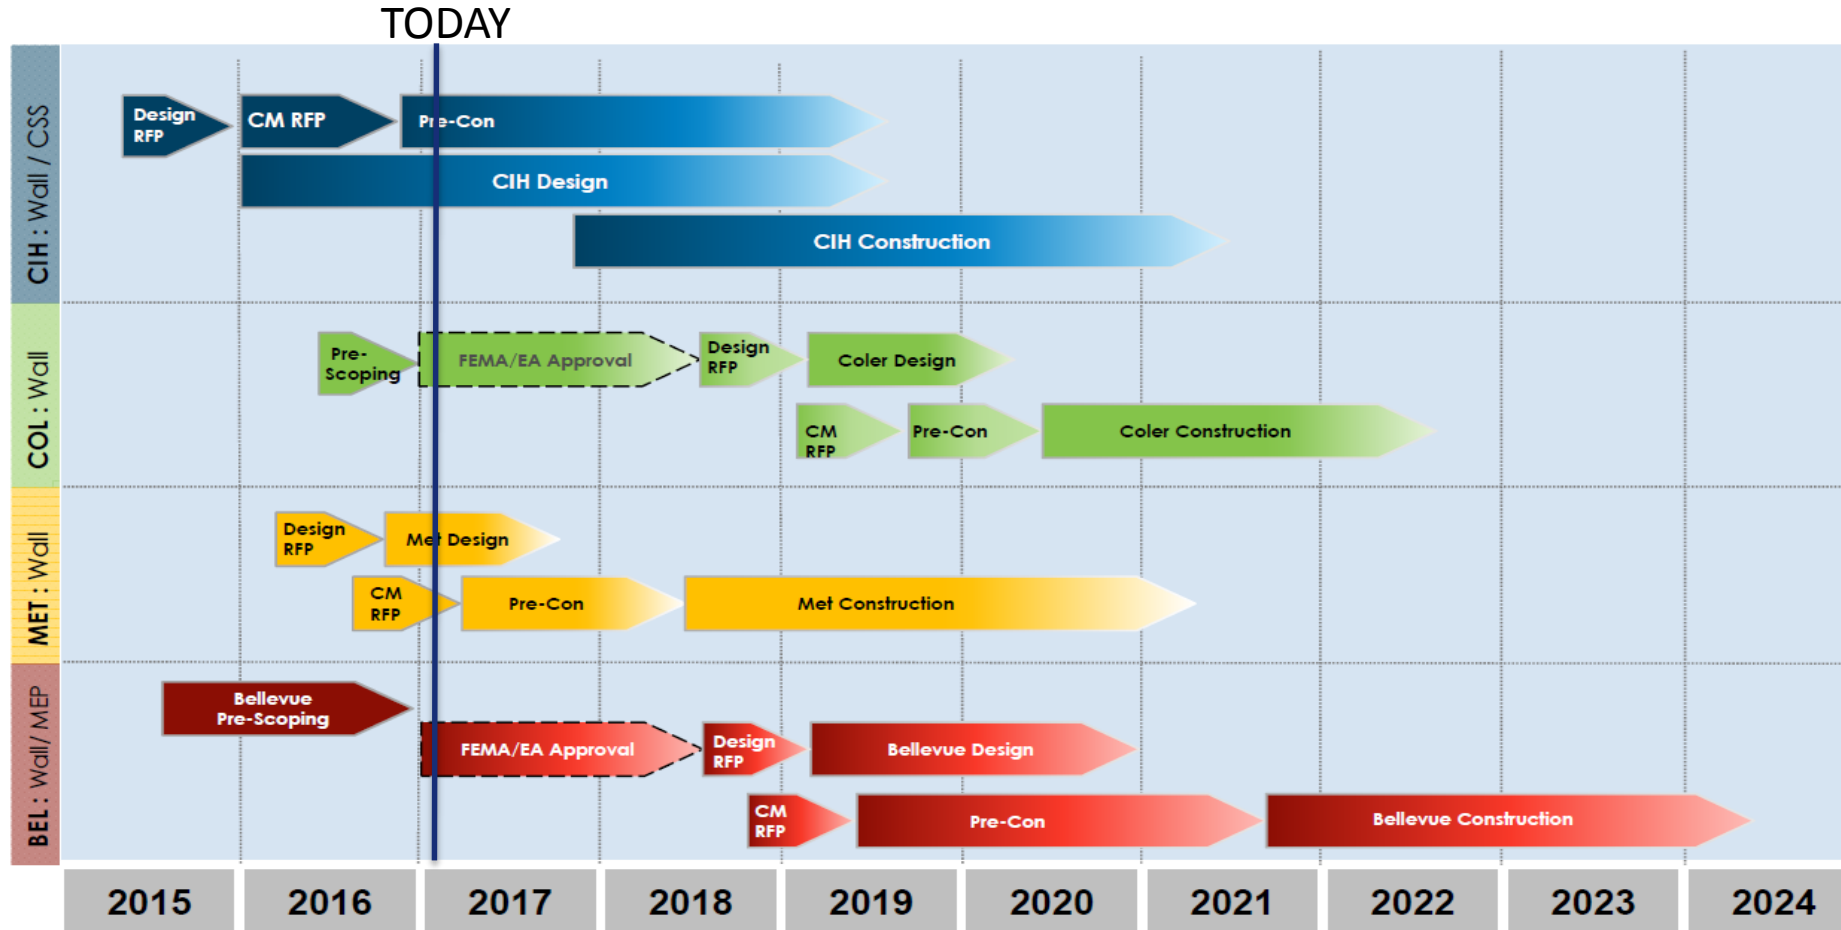 TODAY
CIH : Wall / CSS
Design
RFP
CM RFP
Pre-Con
CIH Design
CIH Construction
COL : Wall
Pre-
Scoping
FEMA/EA Approval
Design
RFP
Coler Design
CM
RFP
Pre-Con
Coler Construction
MET : Wall
Design
RFP
Met Design
CM
RFP
Pre-Con
Met Construction
BEL : Wall/ MEP
Bellevue
Pre-Scoping
FEMA/EA Approval
Design
RFP
Bellevue Design
CM
RFP
Pre-Con
Bellevue Construction
2015 2016 2017 2018 2019 2020 2021 2022 2023 2024